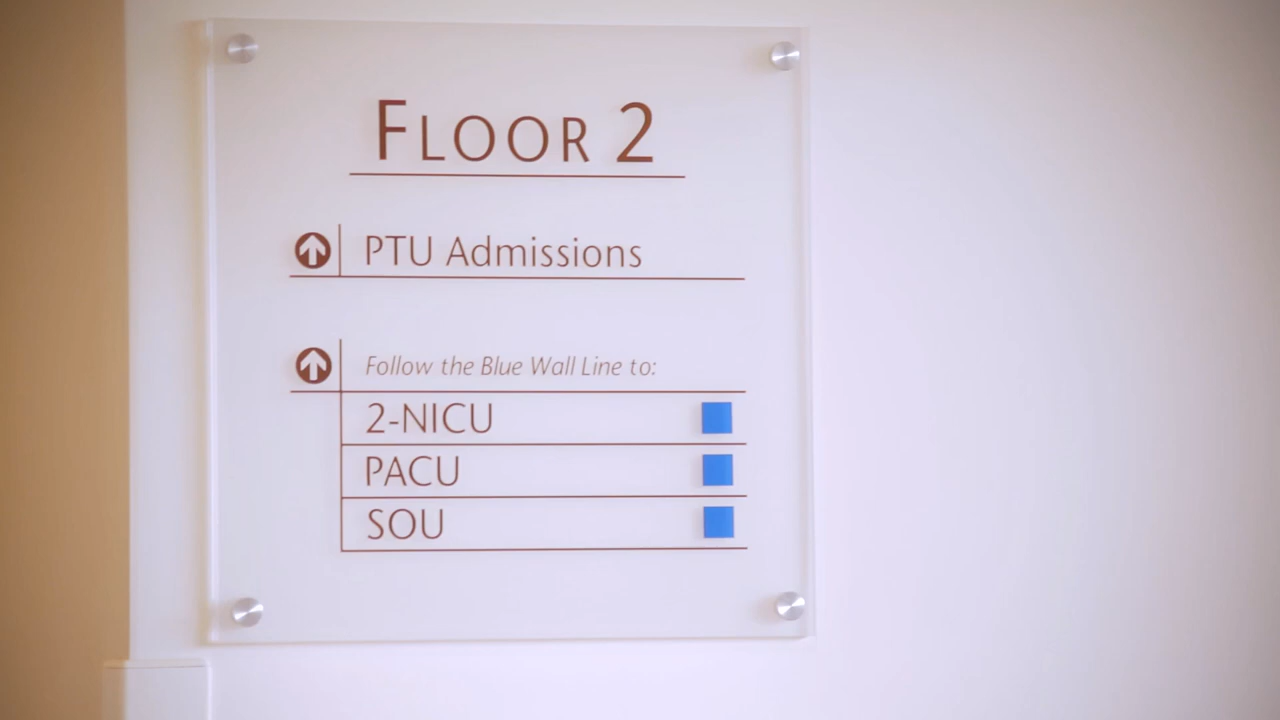 FLOOR 2
PTU Admissions
Follow the Blue Wall Line to:
2-NICU
PACU
SOU